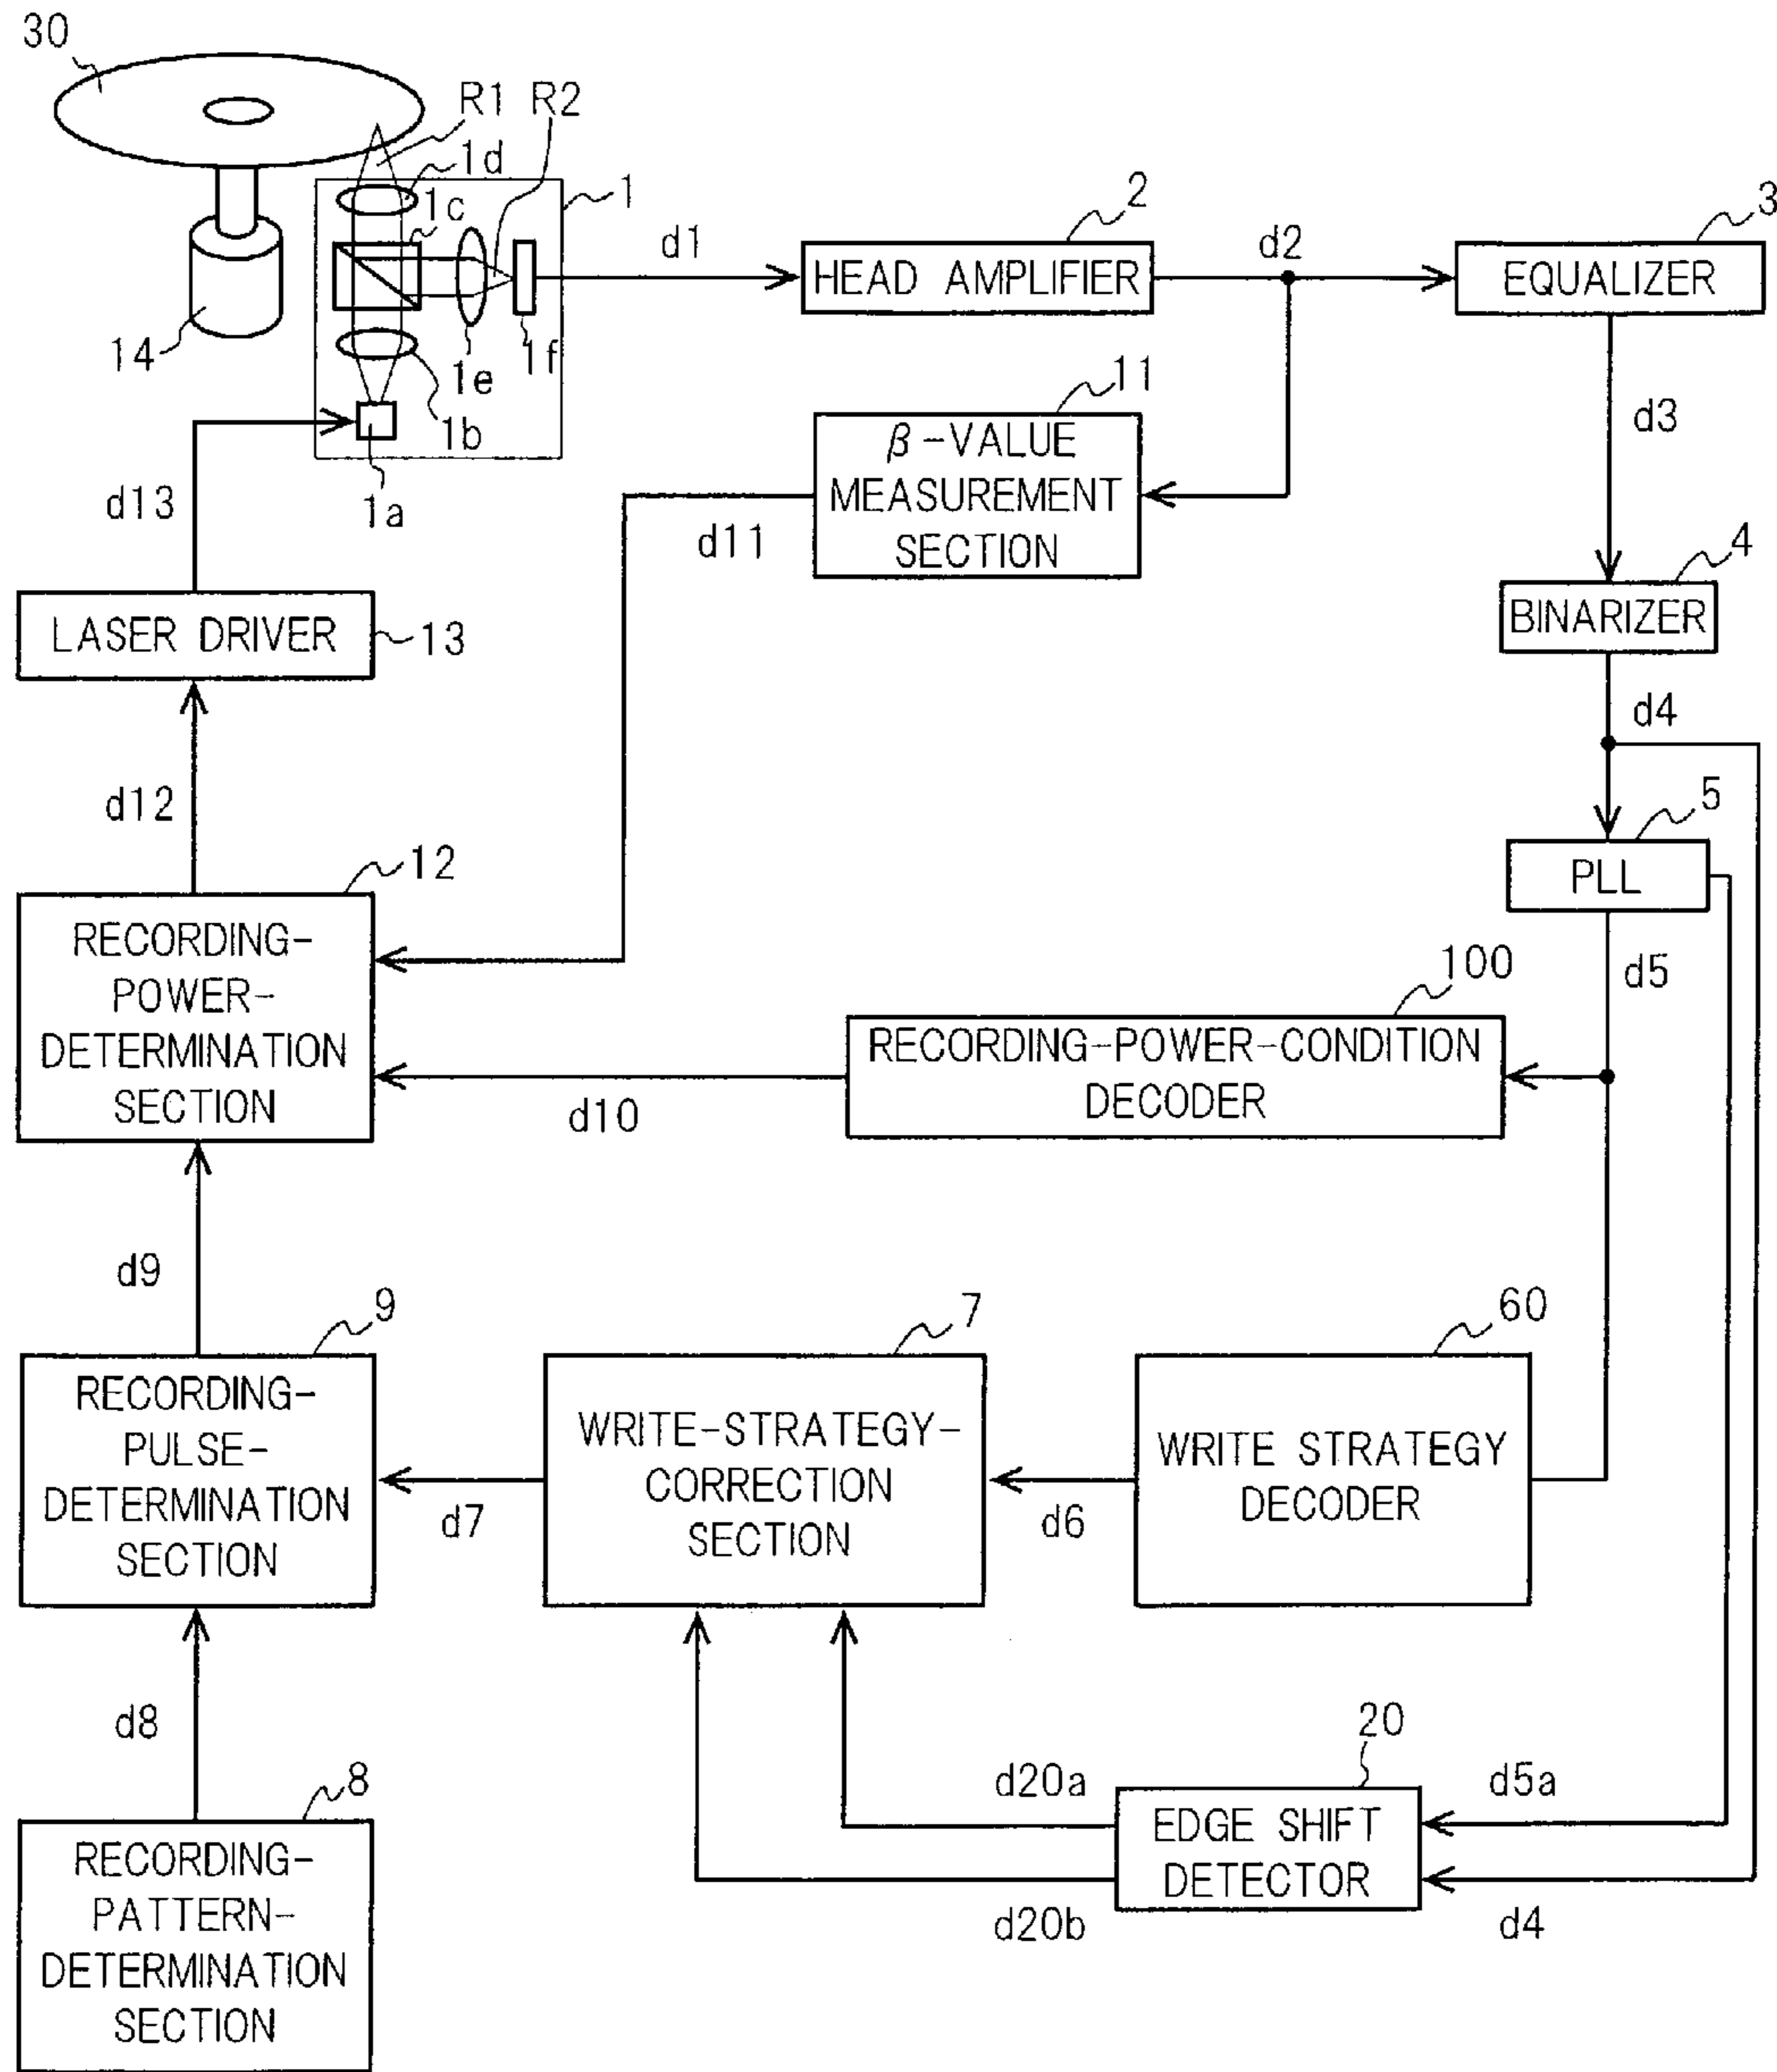 30
R1
R2
1d
1c
1
2
3
d1
HEAD AMPLIFIER
d2
EQUALIZER
14
1e
1f
1b
1a
11
β-VALUE
MEASUREMENT
SECTION
d3
d13
d11
4
BINARIZER
LASER DRIVER
13
d4
d12
5
PLL
12
RECORDING-
POWER-
DETERMINATION
SECTION
100
d5
RECORDING-POWER-CONDITION
DECODER
d10
d9
9
7
60
RECORDING-
PULSE-
DETERMINATION
SECTION
d7
WRITE-STRATEGY-
CORRECTION
SECTION
d6
WRITE STRATEGY
DECODER
d8
20
d20a
d5a
8
EDGE SHIFT
DETECTOR
RECORDING-
PATTERN-
DETERMINATION
SECTION
d20b
d4